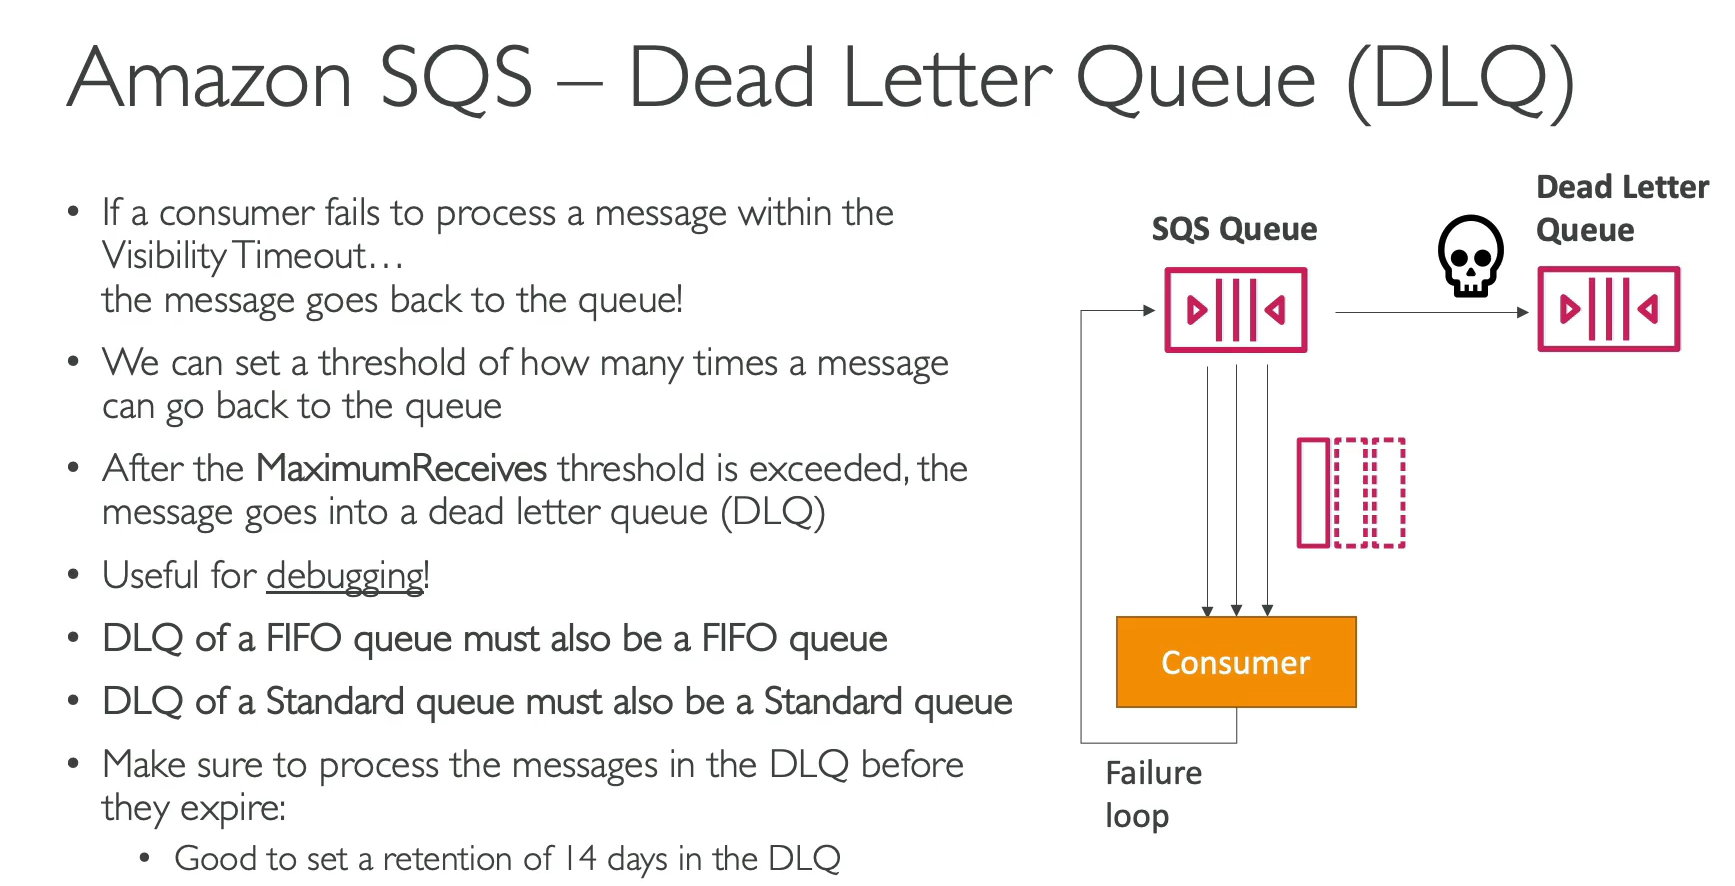 Amazon SQS – Dead Letter Queue (DLQ)
• If a consumer fails to process a message within the
Visibility Timeout…
the message goes back to the queue!
• We can set a threshold of how many times a message
can go back to the queue
• After the MaximumReceives threshold is exceeded, the
message goes into a dead letter queue (DLQ)
• Useful for debugging!
• DLQ of a FIFO queue must also be a FIFO queue
• DLQ of a Standard queue must also be a Standard queue
• Make sure to process the messages in the DLQ before
they expire:
• Good to set a retention of 14 days in the DLQ
SQS Queue
Dead Letter
Queue
Consumer
Failure
loop